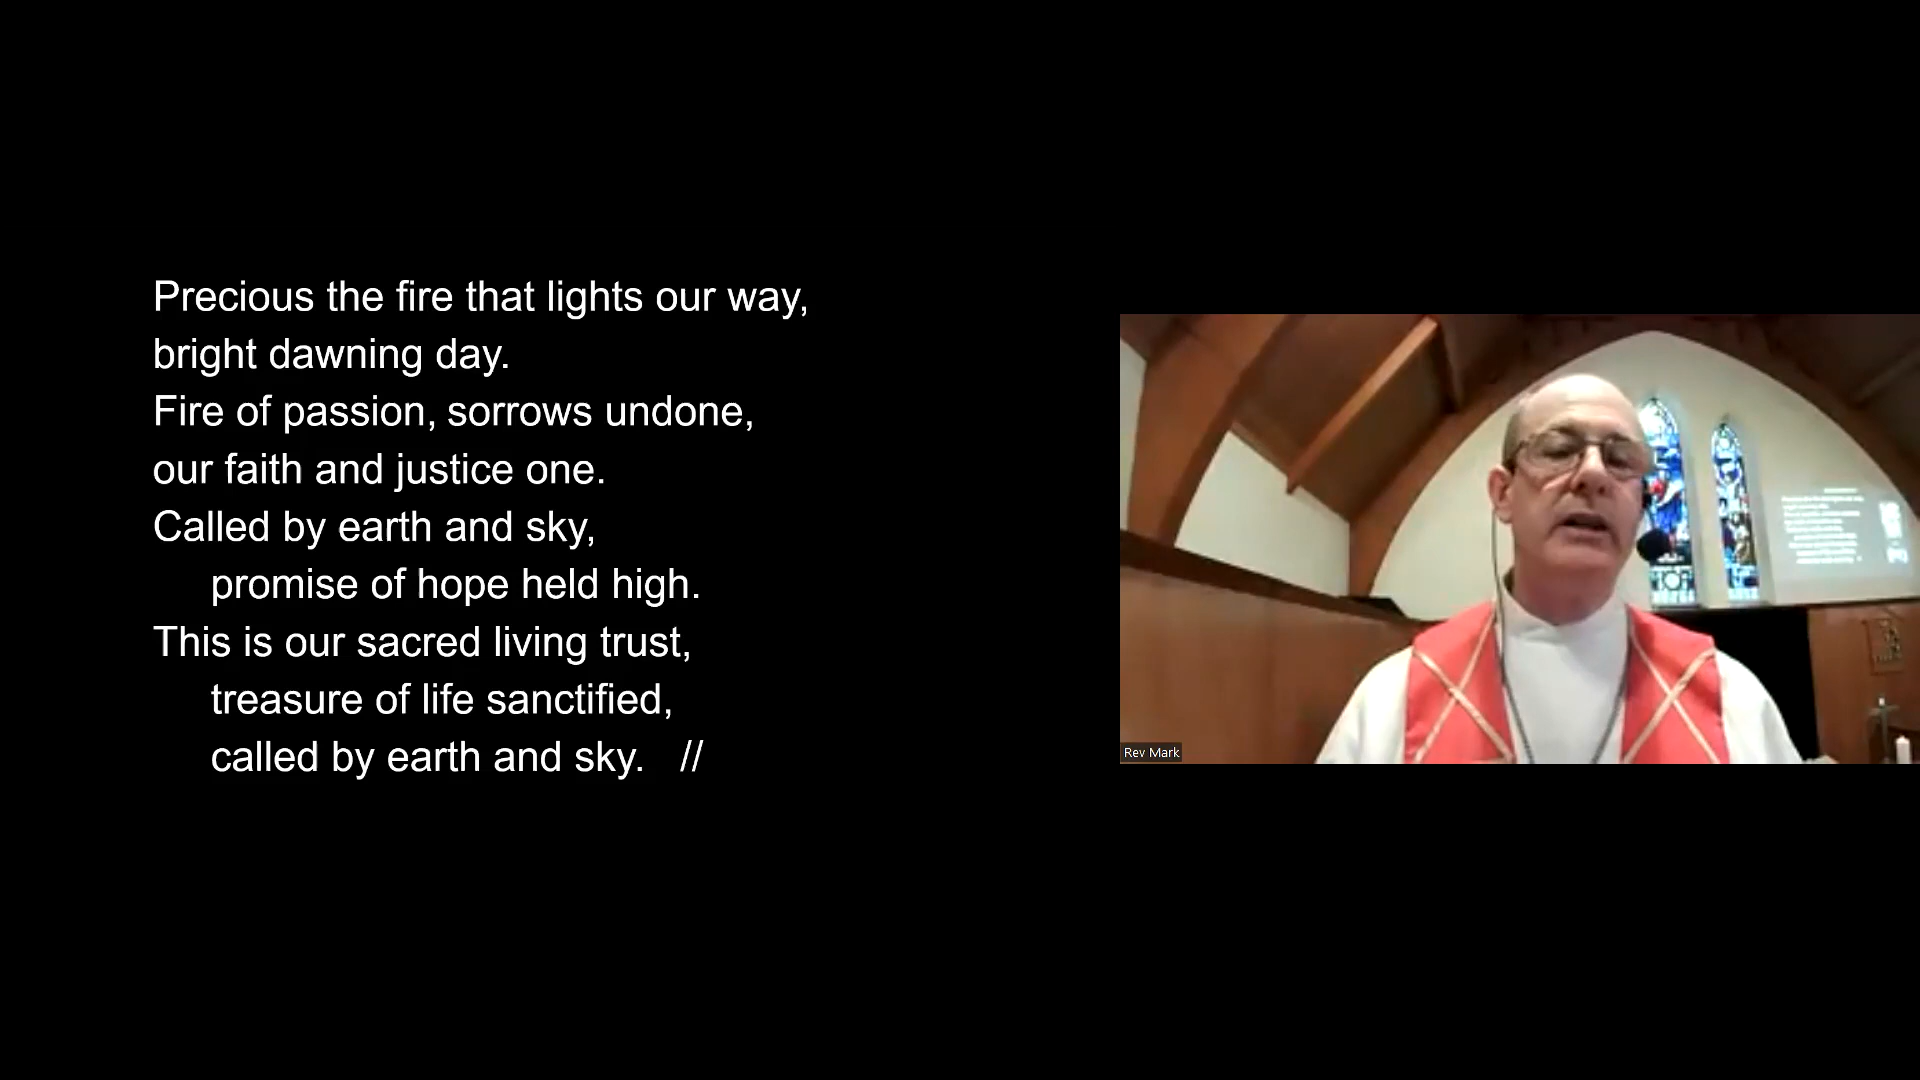 Precious the fire that lights our way,
bright dawning day.
Fire of passion, sorrows undone,
our faith and justice one.
Called by earth and sky,
promise of hope held high.
This is our sacred living trust,
treasure of life sanctified,
called by earth and sky. //
Rev Mark